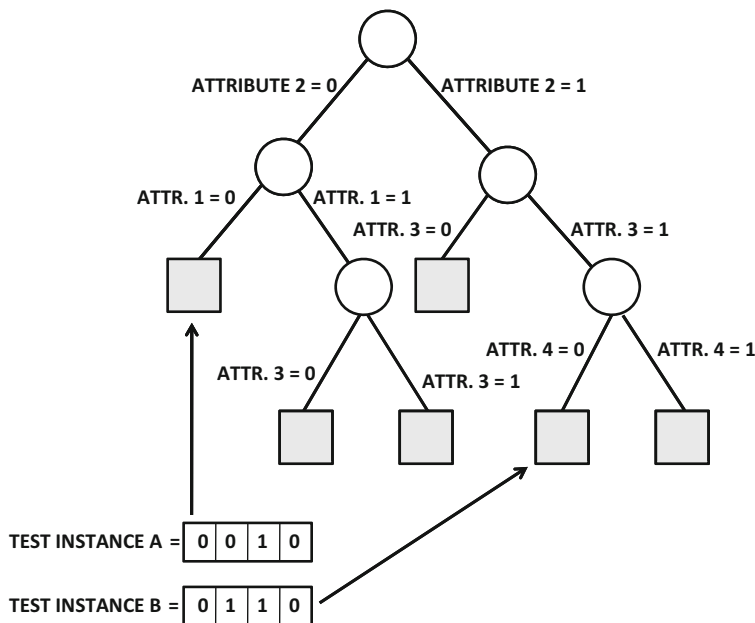 ATTRIBUTE 2 = 0
ATTRIBUTE 2 = 1
ATTR. 1 = 0
ATTR. 1 = 1
ATTR. 3 = 0
ATTR. 3 = 1
ATTR. 3 = 0
ATTR. 3 = 1
ATTR. 4 = 0
ATTR. 4 = 1
TEST INSTANCE A = 0 0 1 0
TEST INSTANCE B = 0 1 1 0